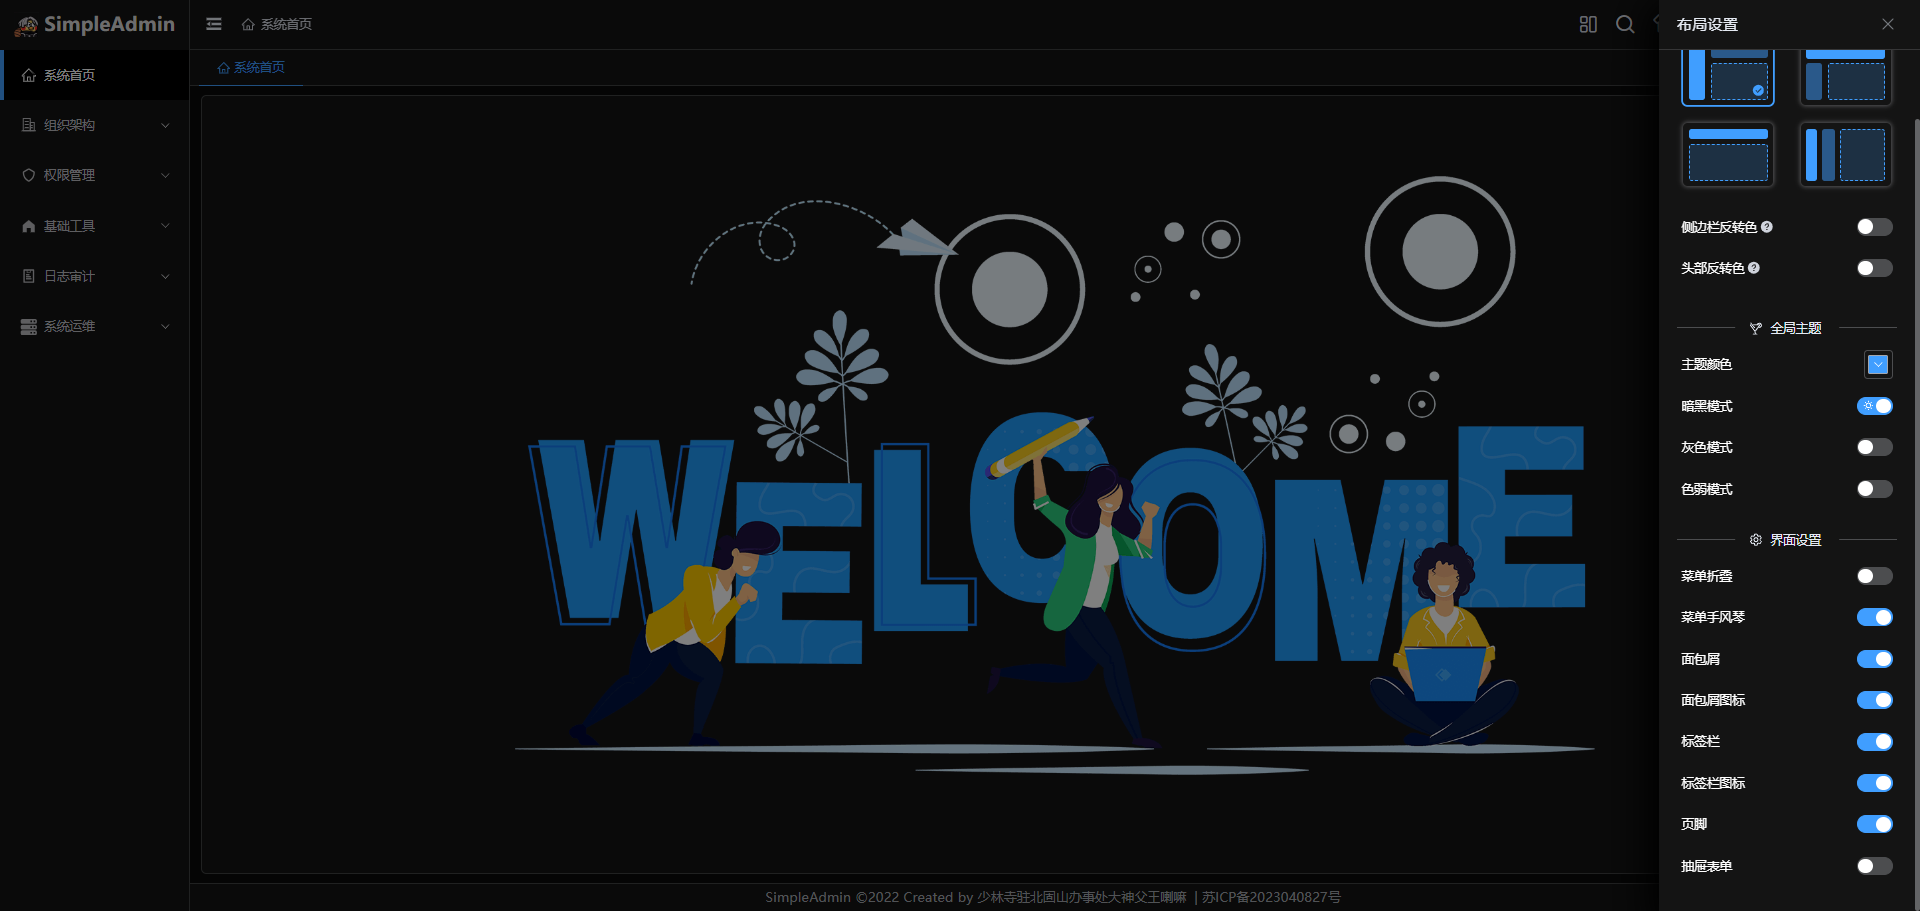 SimpleAdmin
系统首页
组织架构
权限管理
基础工具
日志审计
系统运维
系统首页
系统首页
WELCOME
SimpleAdmin ©2022 Created by 少林寺驻北固山办事处大神父王喇嘛 | 苏ICP备2023040827号
布局设置
侧边栏反转色
头部反转色
全局主题
主题颜色
暗黑模式
灰色模式
色弱模式
界面设置
菜单折叠
菜单手风琴
面包屑
面包屑图标
标签栏
标签栏图标
页脚
抽屉表单